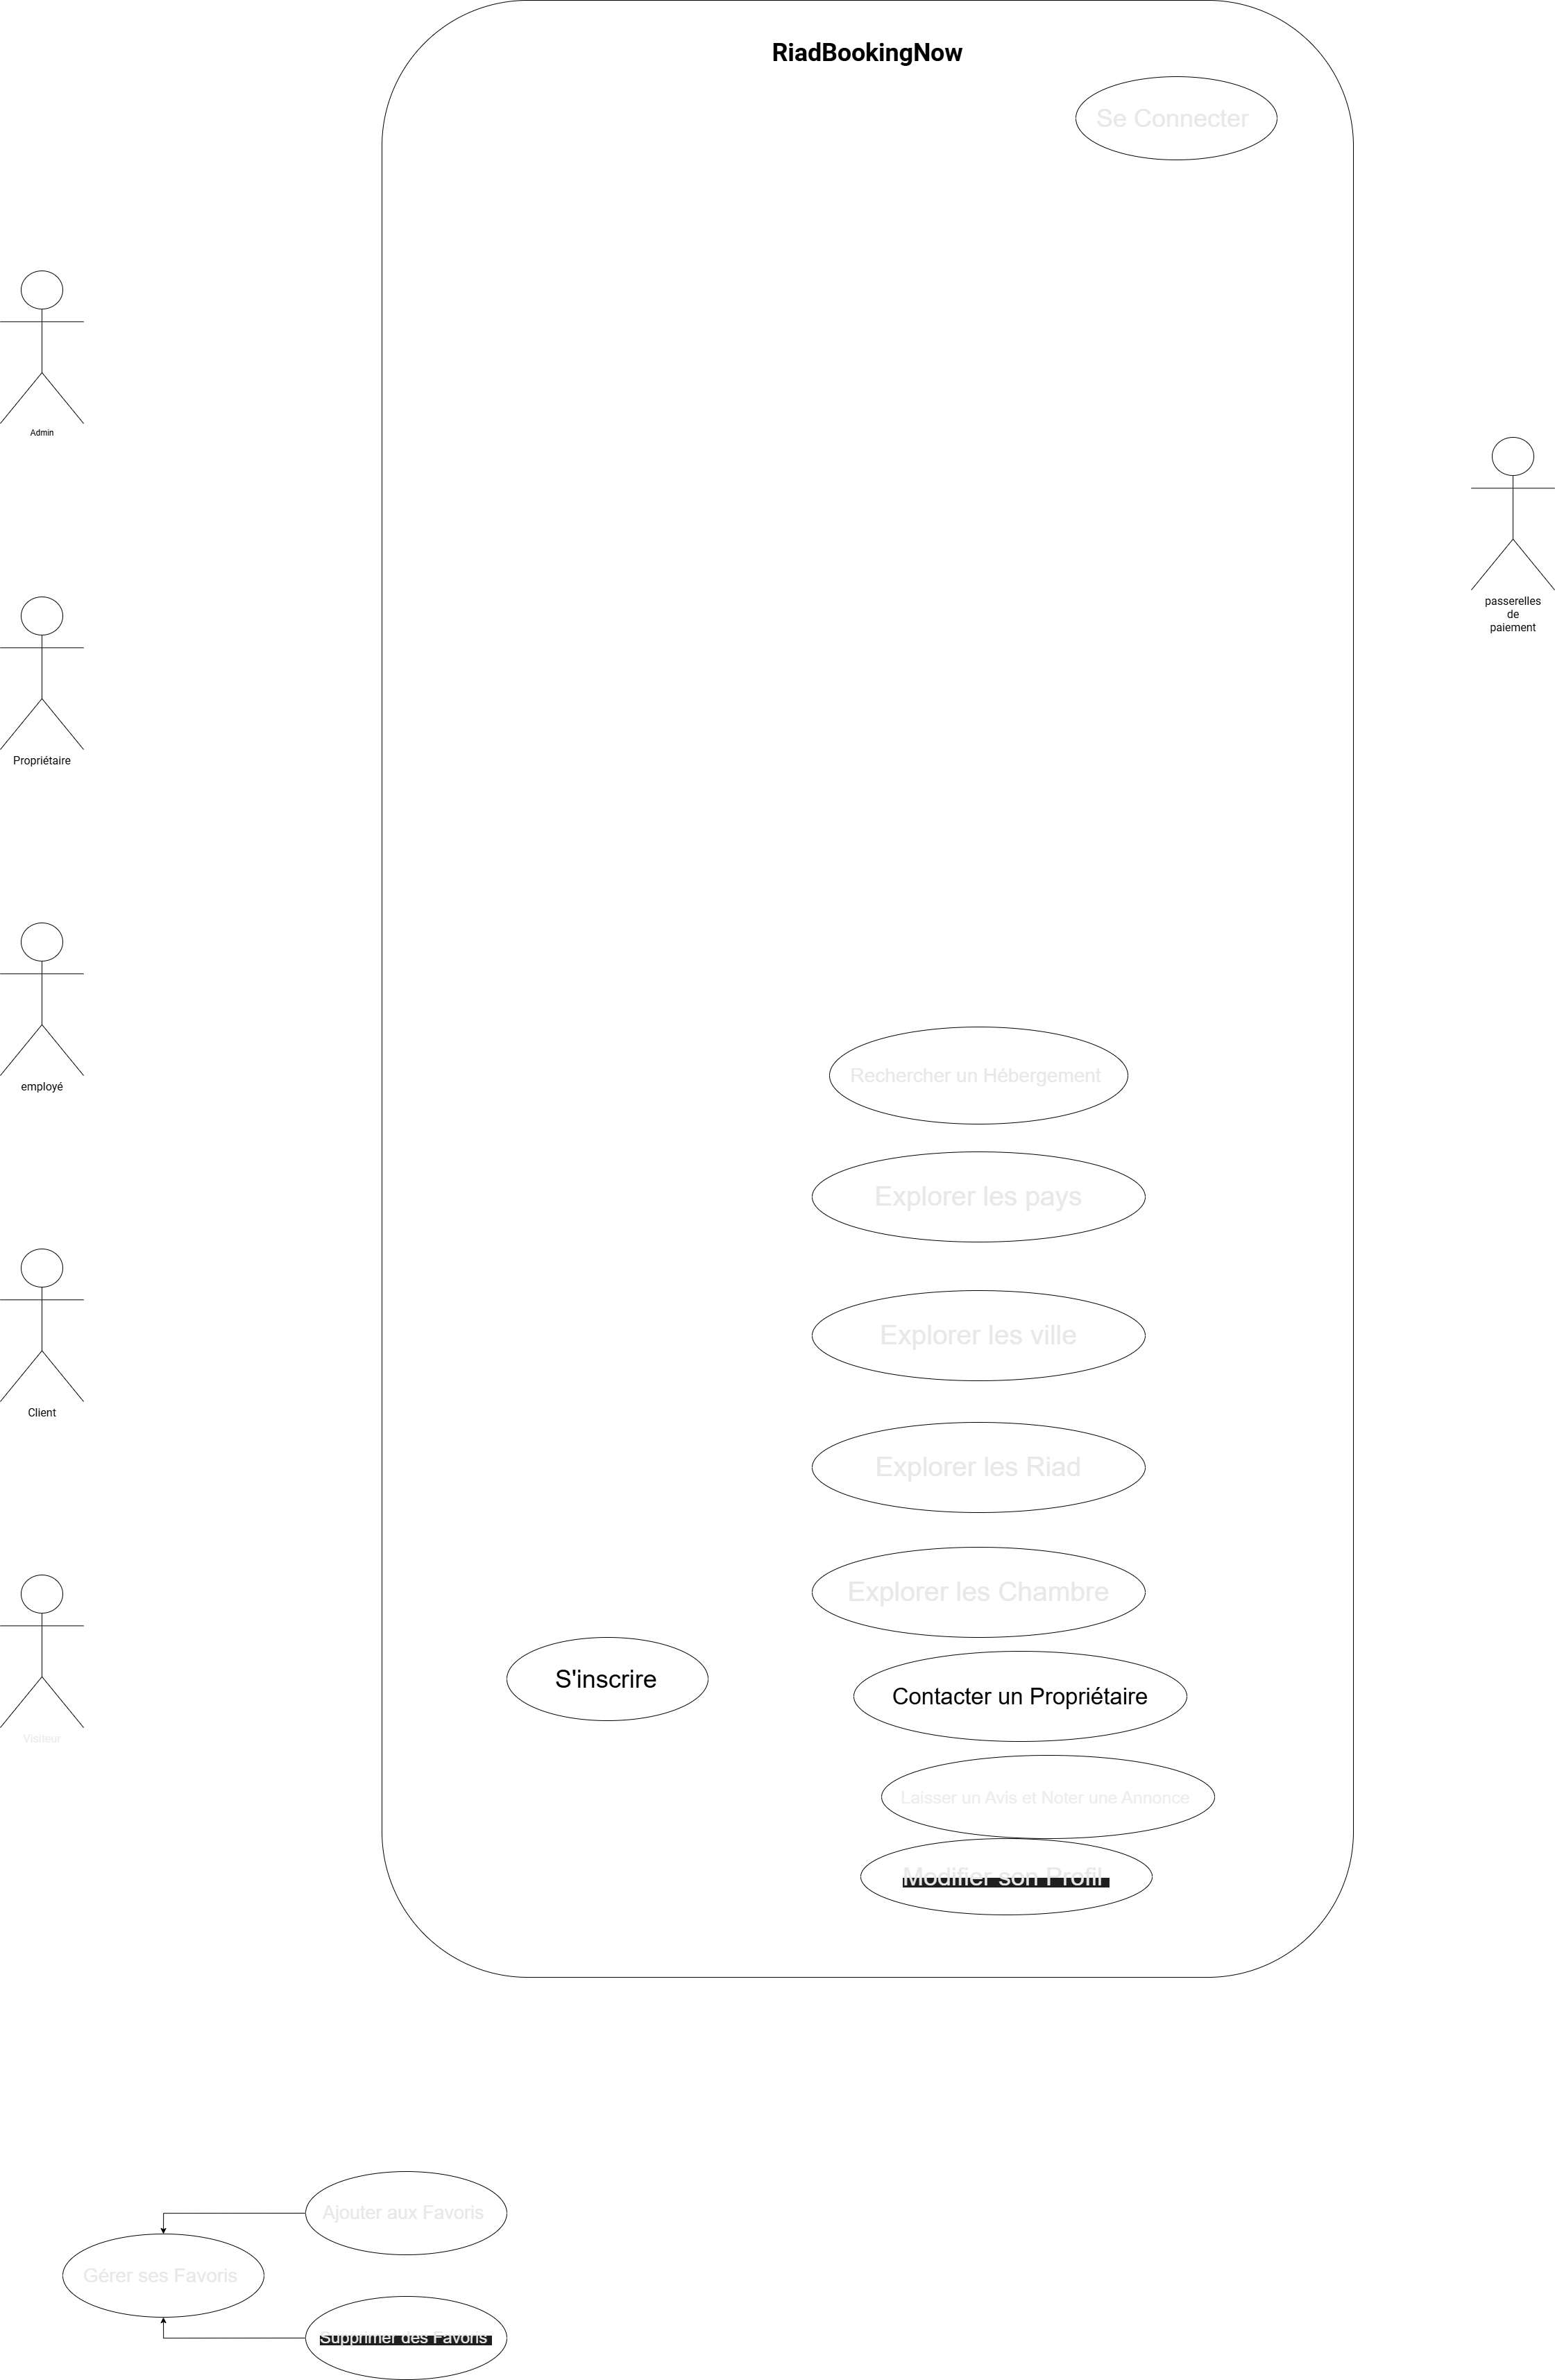 RiadBookingNow
Se Connecter
Admin
passerelles
de
paiement
Propriétaire
employé
Rechercher un Hébergement
Explorer les pays
Explorer les ville
Client
Explorer les Riad
Explorer les Chambre
S'inscrire
Contacter un Propriétaire
Visiteur
Laisser un Avis et Noter une Annonce
Modifier son Profil
Ajouter aux Favoris
Gérer ses Favoris
Supprimer des Favoris